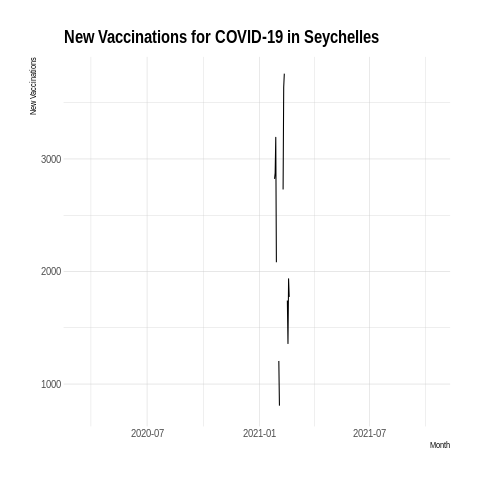 New Vaccinations for COVID-19 in Seychelles
New Vaccinations
3000
2000
1000
2020-07
2021-01
2021-07
Month